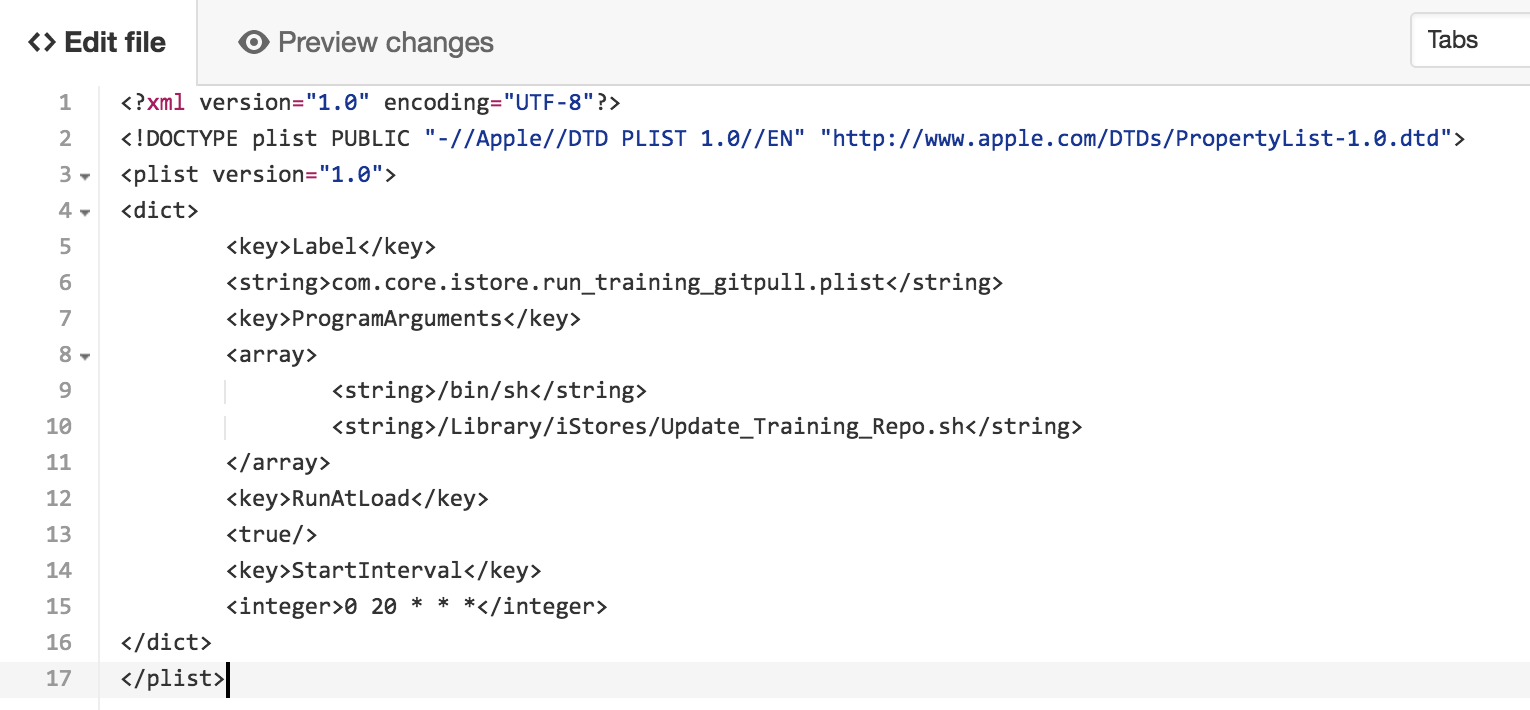 <> Edit file Preview changes Tabs
1 <?xml version="1.0" encoding="UTF-8"?>
2 <!DOCTYPE plist PUBLIC "-//Apple//DTD PLIST 1.0//EN" "http://www.apple.com/DTDs/PropertyList-1.0.dtd">
3 <plist version="1.0">
4 <dict>
5 <key>Label</key>
6 <string>com.core.istore.run_training_gitpull.plist</string>
7 <key>ProgramArguments</key>
8 <array>
9 <string>/bin/sh</string>
10 <string>/Library/iStores/Update_Training_Repo.sh</string>
11 </array>
12 <key>RunAtLoad</key>
13 <true/>
14 <key>StartInterval</key>
15 <integer>0 20 * * *</integer>
16 </dict>
17 </plist>